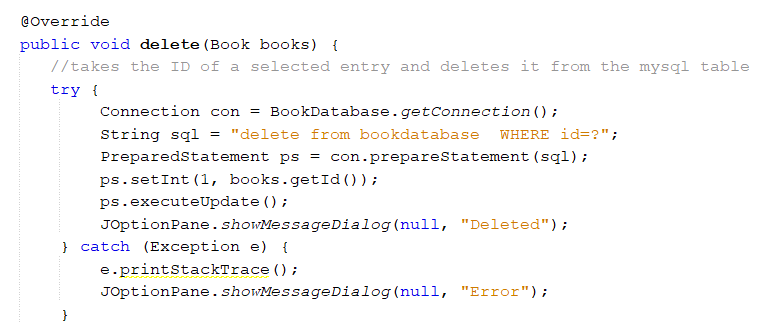 @Override
public void delete(Book books) {
//takes the ID of a selected entry and deletes it from the mysql table
try {
Connection con = BookDatabase.getConnection();
String sql = "delete from bookdatabase  WHERE id=?";
PreparedStatement ps = con.prepareStatement(sql);
ps.setInt(1, books.getId());
ps.executeUpdate();
JOptionPane.showMessageDialog(null, "Deleted");
} catch (Exception e) {
e.printStackTrace();
JOptionPane.showMessageDialog(null, "Error");
}